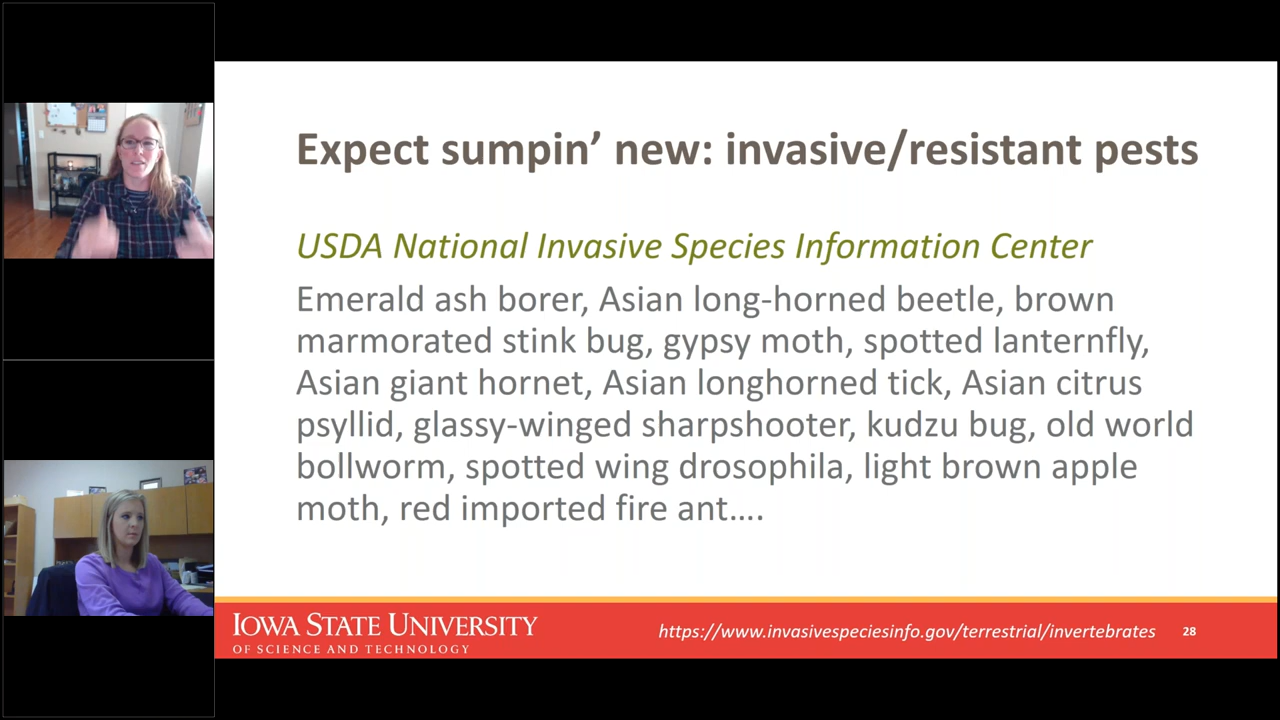 Expect sumpin’ new: invasive/resistant pests
USDA National Invasive Species Information Center
Emerald ash borer, Asian long-horned beetle, brown
marmorated stink bug, gypsy moth, spotted lanternfly,
Asian giant hornet, Asian longhorned tick, Asian citrus
psyllid, glassy-winged sharpshooter, kudzu bug, old world
bollworm, spotted wing drosophila, light brown apple
moth, red imported fire ant....
IOWA STATE UNIVERSITY
OF SCIENCE AND TECHNOLOGY
https://www.invasivespeciesinfo.gov/terrestrial/invertebrates
28